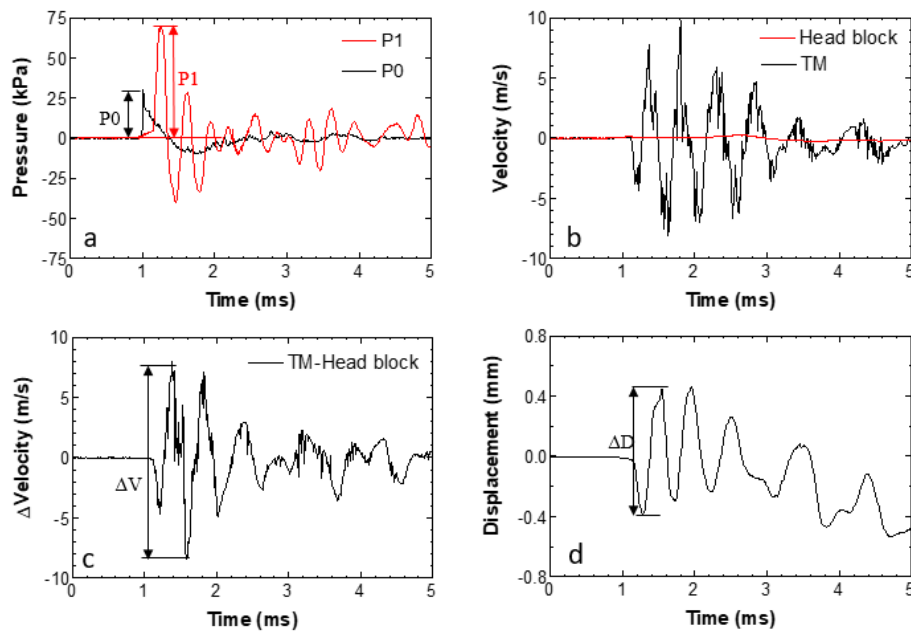 75
50
25
0
-25
-50
-75
Pressure (kPa)
P1
P0
P1
P0
a
0 1 2 3 4 5
Time (ms)
10
5
0
-5
-10
Velocity (m/s)
Head block
TM
b
0 1 2 3 4 5
Time (ms)
10
5
0
-5
-10
ΔVelocity (m/s)
TM-Head block
ΔV
c
0 1 2 3 4 5
Time (ms)
0.8
0.4
0.0
-0.4
-0.8
Displacement (mm)
ΔD
d
0 1 2 3 4 5
Time (ms)